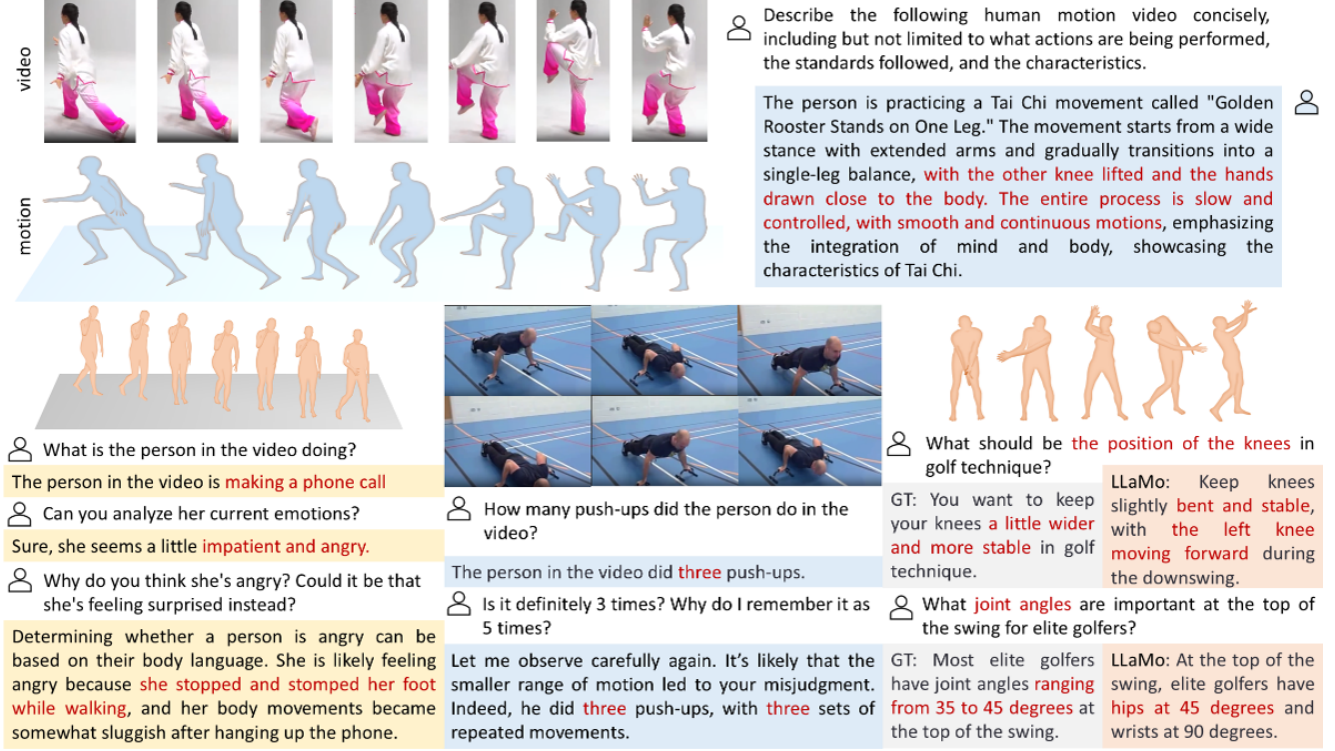 video
motion
Describe the following human motion video concisely,
including but not limited to what actions are being performed,
the standards followed, and the characteristics.
The person is practicing a Tai Chi movement called "Golden
Rooster Stands on One Leg." The movement starts from a wide
stance with extended arms and gradually transitions into a
single-leg balance, with the other knee lifted and the hands
drawn close to the body. The entire process is slow and
controlled, with smooth and continuous motions, emphasizing
the integration of mind and body, showcasing the
characteristics of Tai Chi.
What is the person in the video doing?
The person in the video is making a phone call
Can you analyze her current emotions?
Sure, she seems a little impatient and angry.
Why do you think she's angry? Could it be that
she's feeling surprised instead?
Determining whether a person is angry can be
based on their body language. She is likely feeling
angry because she stopped and stomped her foot
while walking, and her body movements became
somewhat sluggish after hanging up the phone.
How many push-ups did the person do in the
video?
The person in the video did three push-ups.
Is it definitely 3 times? Why do I remember it as
5 times?
Let me observe carefully again. It's likely that the
smaller range of motion led to your misjudgment.
Indeed, he did three push-ups, with three sets of
repeated movements.
What should be the position of the knees in
golf technique?
GT: You want to keep
your knees a little wider
and more stable in golf
technique.
LLaMo: Keep knees
slightly bent and stable,
with the left knee
moving forward during
the downswing.
What joint angles are important at the top of
the swing for elite golfers?
GT: Most elite golfers
have joint angles ranging
from 35 to 45 degrees at
the top of the swing.
LLaMo: At the top of the
swing, elite golfers have
hips at 45 degrees and
wrists at 90 degrees.